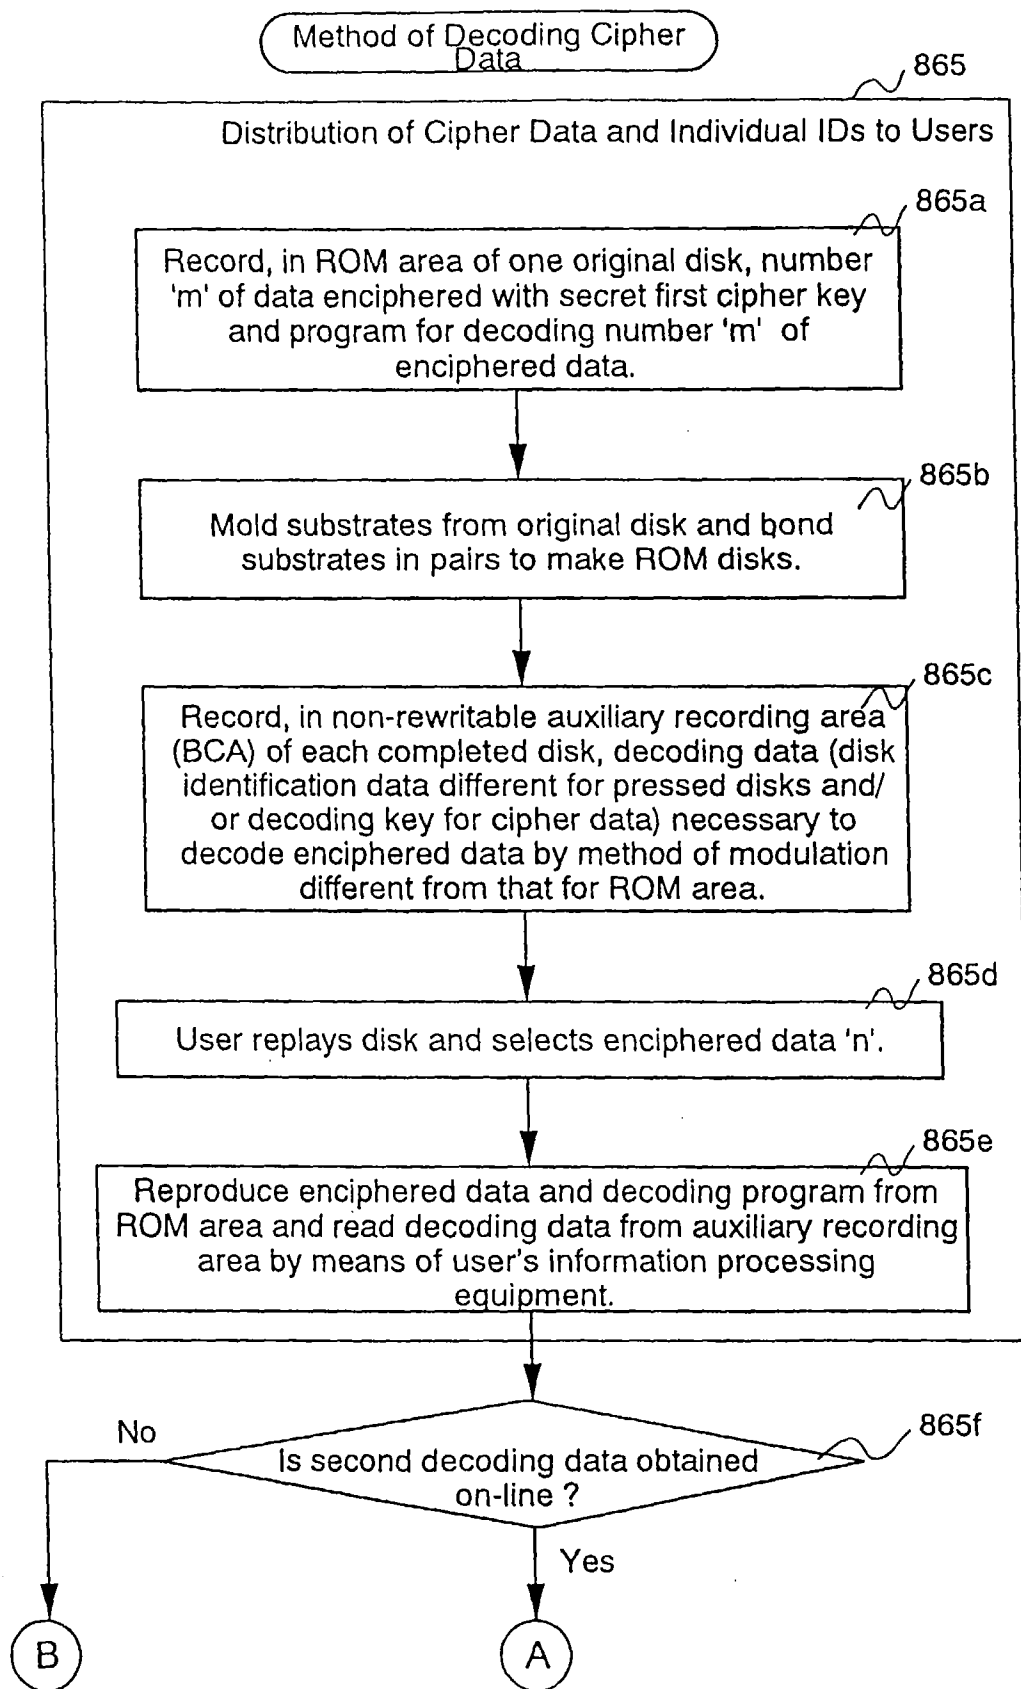 Method of Decoding Cipher
Data
865
Distribution of Cipher Data and Individual IDs to Users
865a
Record, in ROM area of one original disk, number
'm' of data enciphered with secret first cipher key
and program for decoding number 'm' of
enciphered data.
865b
Mold substrates from original disk and bond
substrates in pairs to make ROM disks.
865c
Record, in non-rewritable auxiliary recording area
(BCA) of each completed disk, decoding data (disk
identification data different for pressed disks and/
or decoding key for cipher data) necessary to
decode enciphered data by method of modulation
different from that for ROM area.
865d
User replays disk and selects enciphered data 'n'.
865e
Reproduce enciphered data and decoding program from
ROM area and read decoding data from auxiliary recording
area by means of user's information processing
equipment.
865f
No
Is second decoding data obtained
on-line ?
Yes
B
A